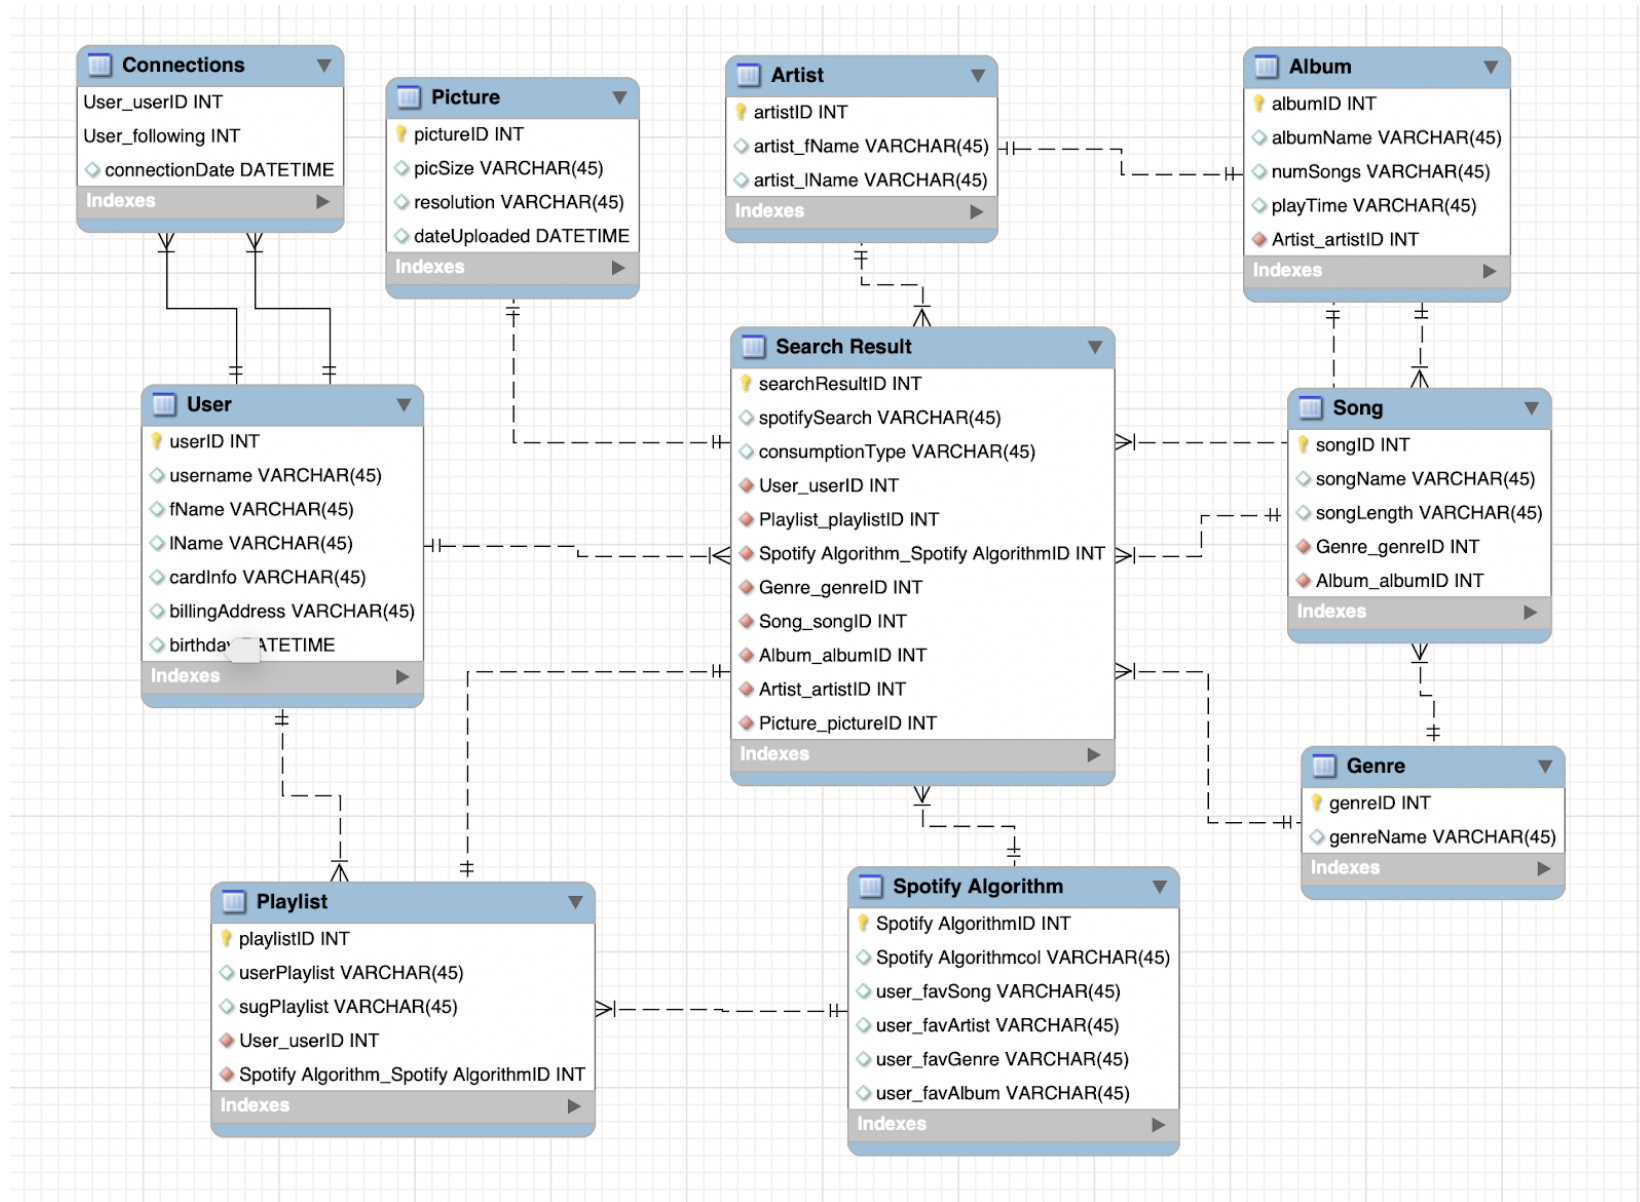 Connections
User_userID INT
User_following INT
connectionDate DATETIME
Indexes
Picture
pictureID INT
picSize VARCHAR(45)
resolution VARCHAR(45)
dateUploaded DATETIME
Indexes
Artist
artistID INT
artist_fName VARCHAR(45)
artist_lName VARCHAR(45)
Indexes
Album
albumID INT
albumName VARCHAR(45)
numSongs VARCHAR(45)
playTime VARCHAR(45)
Artist_artistID INT
Indexes
User
userID INT
username VARCHAR(45)
fName VARCHAR(45)
lName VARCHAR(45)
cardInfo VARCHAR(45)
billingAddress VARCHAR(45)
birthday DATETIME
Indexes
Search Result
searchResultID INT
spotifySearch VARCHAR(45)
consumptionType VARCHAR(45)
User_userID INT
Playlist_playlistID INT
Spotify Algorithm_Spotify AlgorithmID INT
Genre_genreID INT
Song_songID INT
Album_albumID INT
Artist_artistID INT
Picture_pictureID INT
Indexes
Song
songID INT
songName VARCHAR(45)
songLength VARCHAR(45)
Genre_genreID INT
Album_albumID INT
Indexes
Genre
genreID INT
genreName VARCHAR(45)
Indexes
Playlist
playlistID INT
userPlaylist VARCHAR(45)
sugPlaylist VARCHAR(45)
User_userID INT
Spotify Algorithm_Spotify AlgorithmID INT
Indexes
Spotify Algorithm
Spotify AlgorithmID INT
Spotify Algorithmcol VARCHAR(45)
user_favSong VARCHAR(45)
user_favArtist VARCHAR(45)
user_favGenre VARCHAR(45)
user_favAlbum VARCHAR(45)
Indexes